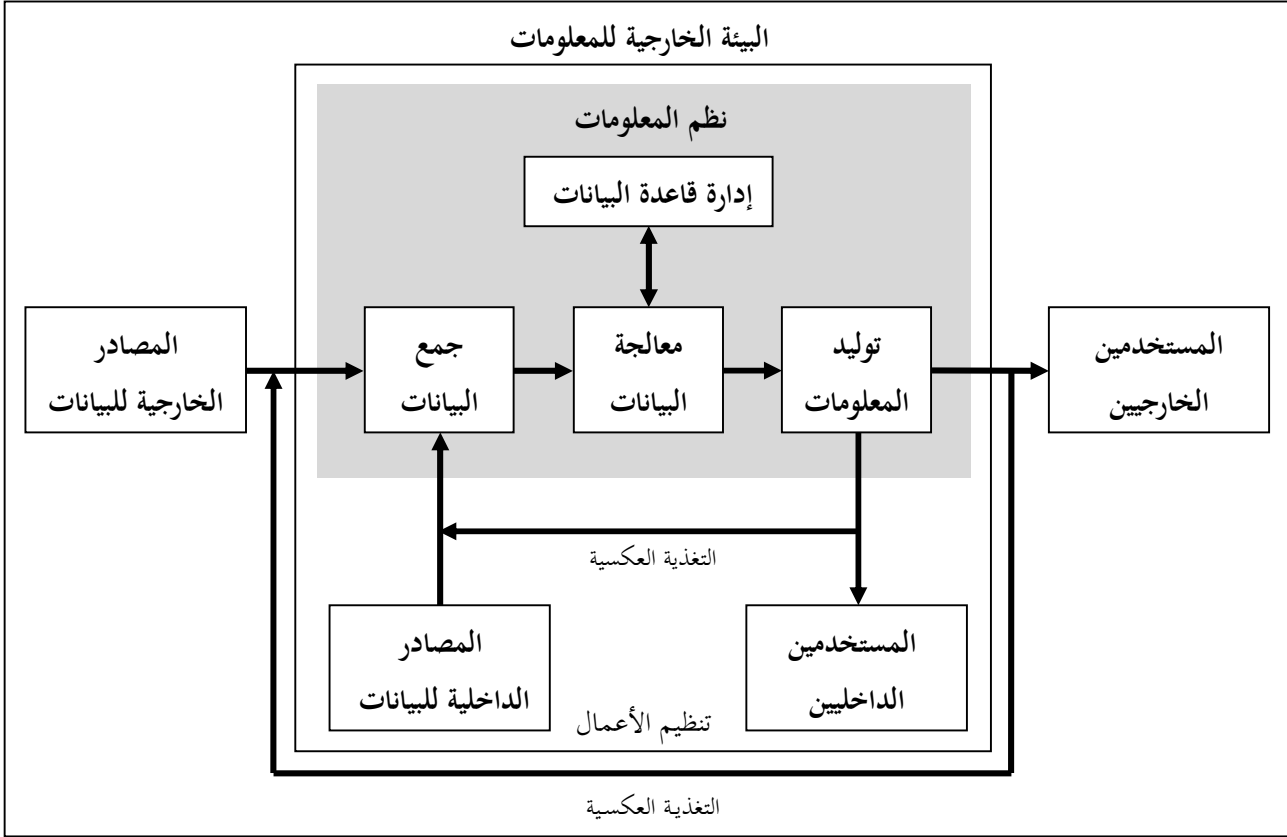 البيئة الخارجية للمعلومات
نظم المعلومات
إدارة قاعدة البيانات
المصادر
الخارجية للبيانات
جمع
البيانات
معالجة
البيانات
توليد
المعلومات
المستخدمين
الخارجيين
التغذية العكسية
المصادر
الداخلية للبيانات
المستخدمين
الداخليين
تنظيم الأعمال
التغذية العكسية